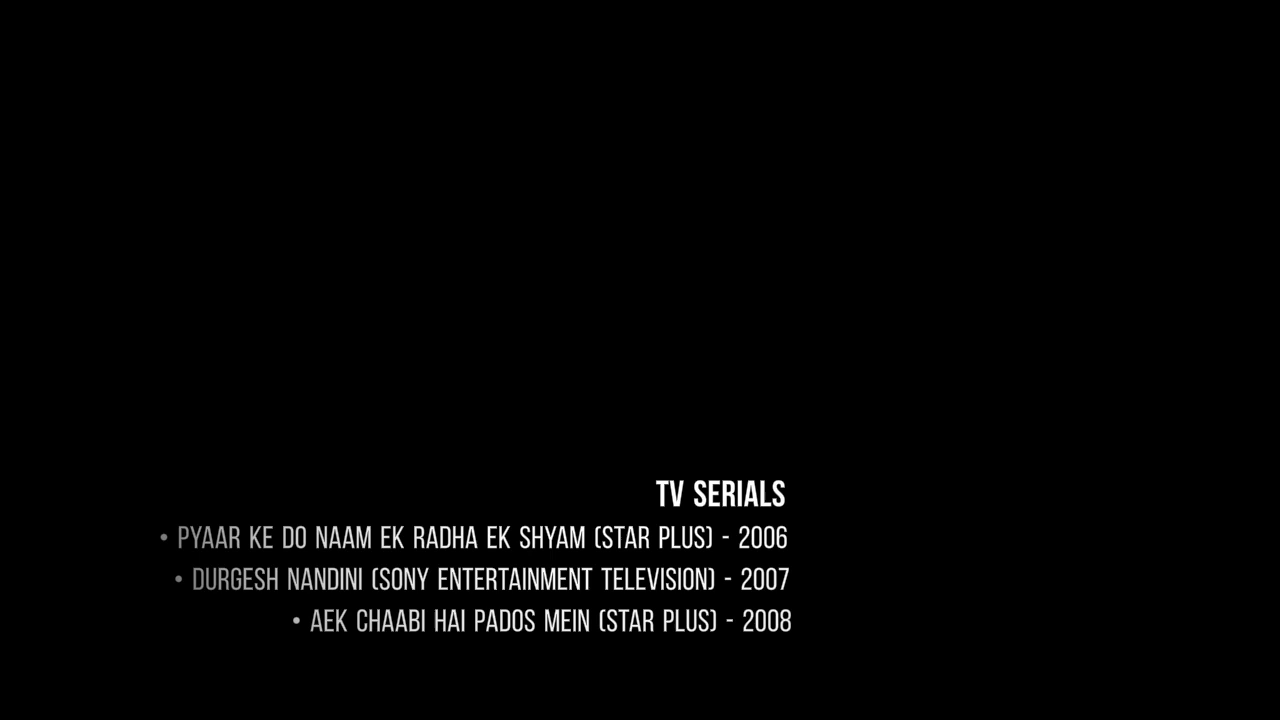 TV SERIALS
• PYAAR KE DO NAAM EK RADHA EK SHYAM (STAR PLUS) - 2006
• DURGESH NANDINI (SONY ENTERTAINMENT TELEVISION) - 2007
• AEK CHAABI HAI PADOS MEIN (STAR PLUS) - 2008